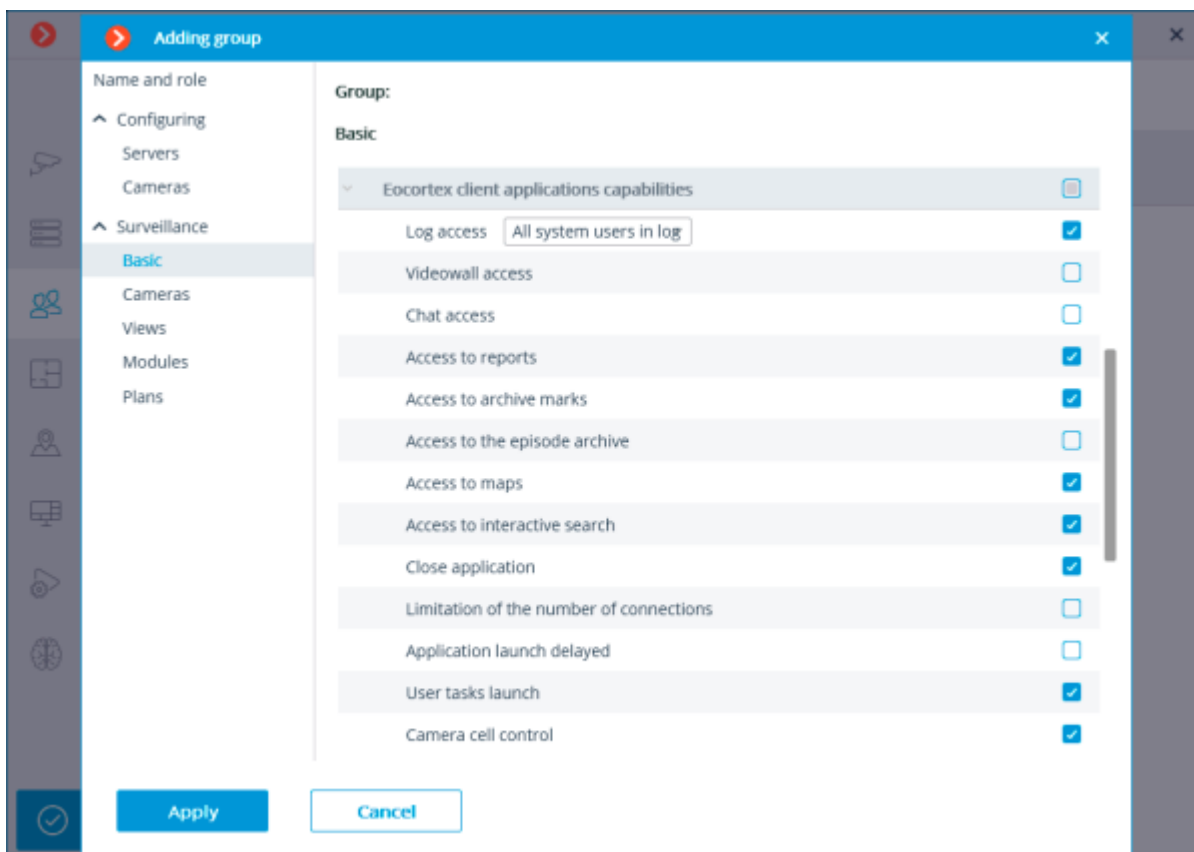 Adding group
Name and role
Configuring
Servers
Cameras
Surveillance
Basic
Cameras
Views
Modules
Plans
Group:
Basic
Eocortex client applications capabilities
Log access All system users in log
Videowall access
Chat access
Access to reports
Access to archive marks
Access to the episode archive
Access to maps
Access to interactive search
Close application
Limitation of the number of connections
Application launch delayed
User tasks launch
Camera cell control
Apply Cancel